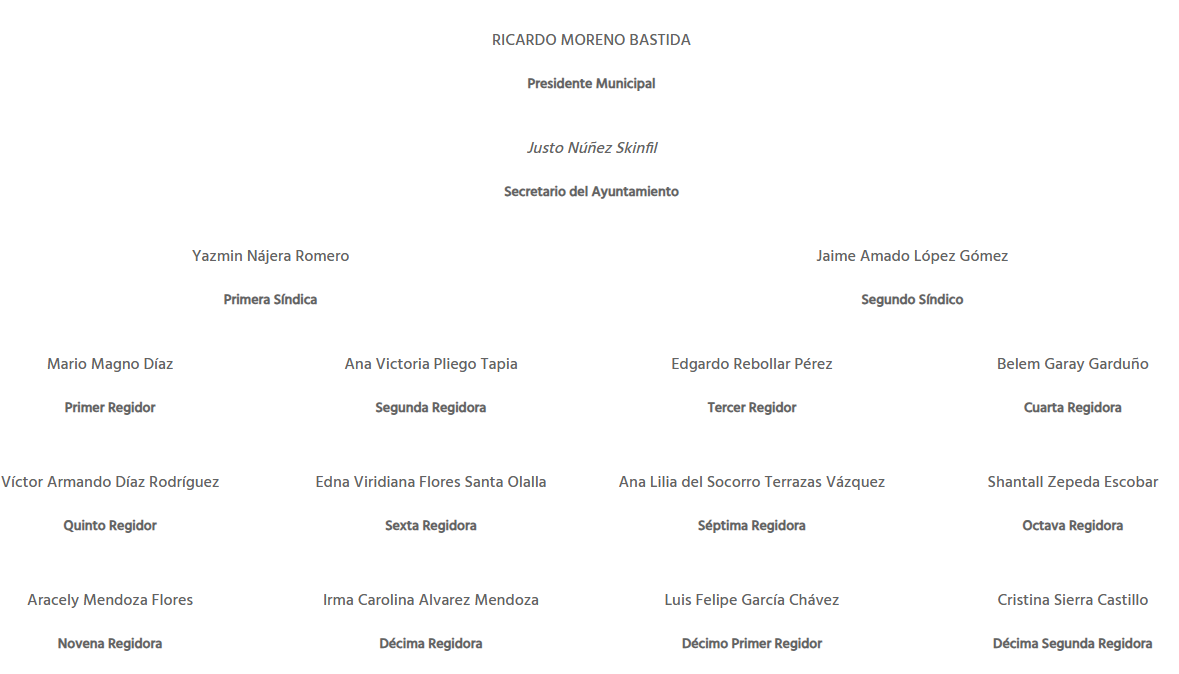 RICARDO MORENO BASTIDA
Presidente Municipal
Justo Núñez Skinfil
Secretario del Ayuntamiento
Yazmin Nájera Romero
Primera Síndica
Jaime Amado López Gómez
Segundo Síndico
Mario Magno Díaz
Primer Regidor
Ana Victoria Pliego Tapia
Segunda Regidora
Edgardo Rebollar Pérez
Tercer Regidor
Belem Garay Garduño
Cuarta Regidora
Víctor Armando Díaz Rodríguez
Quinto Regidor
Edna Viridiana Flores Santa Olalla
Sexta Regidora
Ana Lilia del Socorro Terrazas Vázquez
Séptima Regidora
Shantall Zepeda Escobar
Octava Regidora
Aracely Mendoza Flores
Novena Regidora
Irma Carolina Alvarez Mendoza
Décima Regidora
Luis Felipe García Chávez
Décimo Primer Regidor
Cristina Sierra Castillo
Décima Segunda Regidora